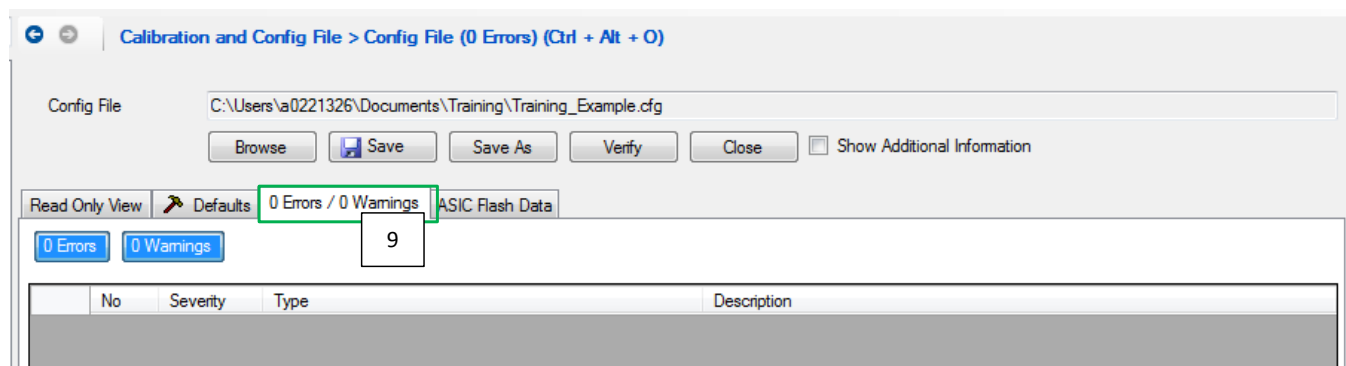 Calibration and Config File > Config File (0 Errors) (Ctrl + Alt + O)
Config File C:\Users\a0221326\Documents\Training\Training_Example.cfg
Browse Save Save As Verify Close Show Additional Information
Read Only View Defaults 0 Errors / 0 Warnings ASIC Flash Data
0 Errors 0 Warnings 9
No Severity Type Description